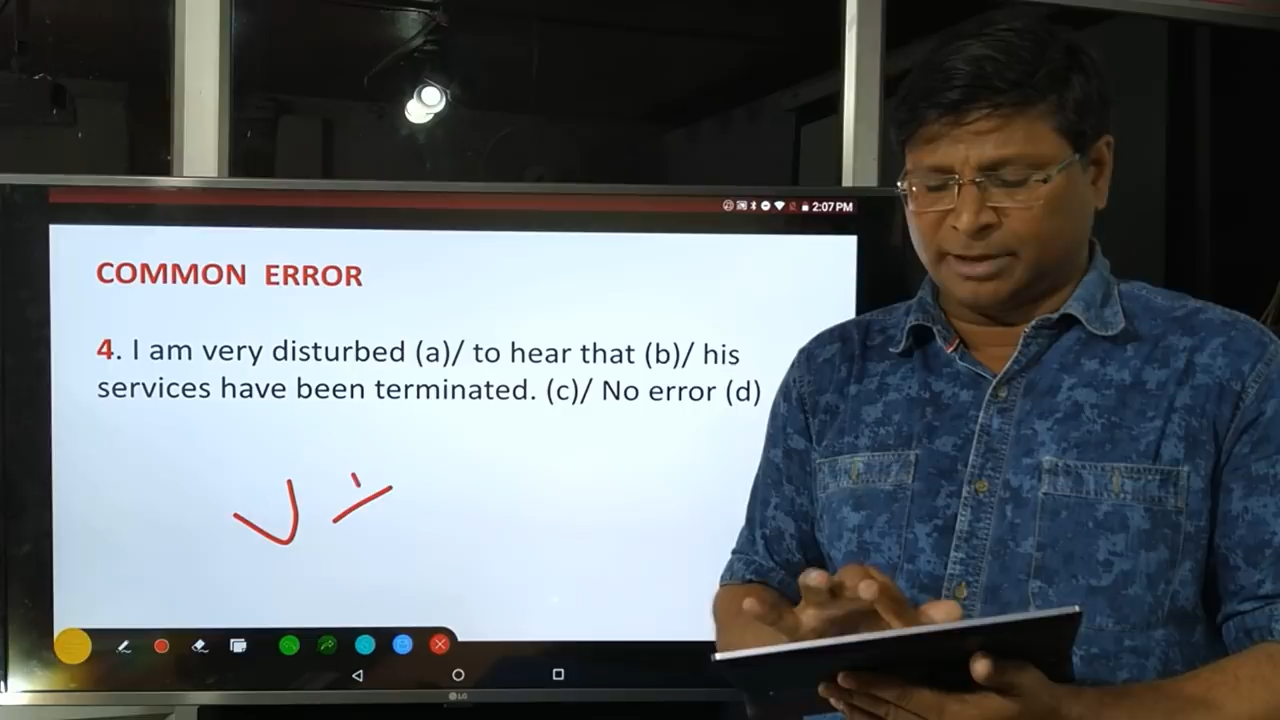 2:07 PM
COMMON ERROR
4. I am very disturbed (a)/ to hear that (b)/ his
services have been terminated. (c)/ No error (d)
LG